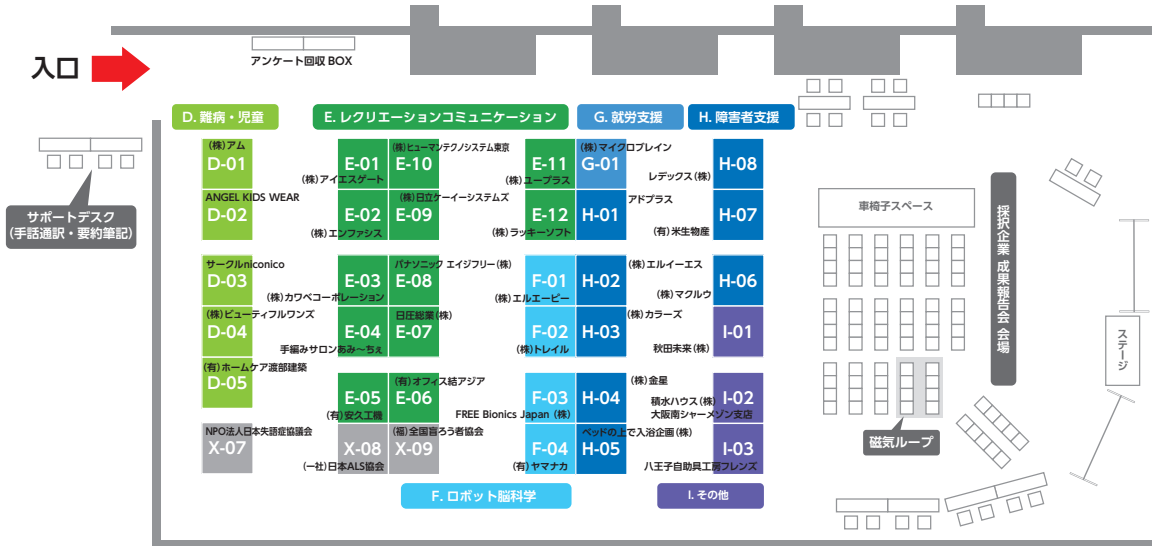 入口
アンケート回収 BOX
D. 難病・児童
E. レクリエーションコミュニケーション
G. 就労支援
H. 障害者支援
サポートデスク
(手話通訳・要約筆記)
(株)アム
D-01
ANGEL KIDS WEAR
D-02
サークルniconico
D-03
(株)ビューティフルワンズ
D-04
(有)ホームケア渡部建築
D-05
NPO法人日本失語症協議会
X-07
E-01
(株)アイエスゲート
E-02
(株)エンファシス
E-03
(株)カワベコーポレーション
E-04
手編みサロンあみ〜ちぇ
E-05
(有)安久工機
X-08
(一社)日本ALS協会
(株)ヒューマンテクノシステム東京
E-10
(株)日立ケーイーシステムズ
E-09
パナソニック エイジフリー(株)
E-08
日圧総業(株)
E-07
(有)オフィス結アジア
E-06
(福)全国盲ろう者協会
X-09
E-11
(株)ユープラス
E-12
(株)ラッキーソフト
F-01
(株)エルエーピー
F-02
(株)トレイル
F-03
FREE Bionics Japan (株)
F-04
(有)ヤマナカ
(株)マイクロブレイン
G-01
アドプラス
H-01
(株)エルイーエス
H-02
(株)カラーズ
H-03
(株)金星
H-04
ベッドの上で入浴企画(株)
H-05
H-08
レデックス(株)
H-07
(有)米生物産
H-06
(株)マクルウ
I-01
秋田未来(株)
I-02
積水ハウス(株)
大阪南シャーメゾン支店
I-03
八王子自助具工房フレンズ
F. ロボット脳科学
I. その他
車椅子スペース
磁気ループ
採択企業 成果報告会 会場
ステージ